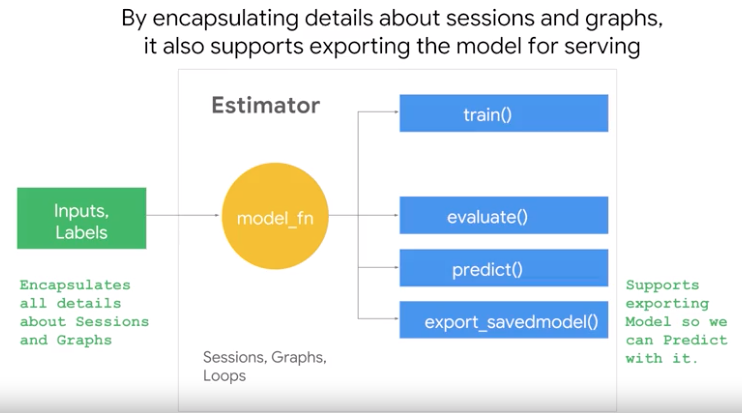 By encapsulating details about sessions and graphs,
it also supports exporting the model for serving
Estimator
train()
Inputs,
Labels
model_fn
evaluate()
predict()
export_savedmodel()
Encapsulates
all details
about Sessions
and Graphs
Supports
exporting
Model so we
can Predict
with it.
Sessions, Graphs,
Loops